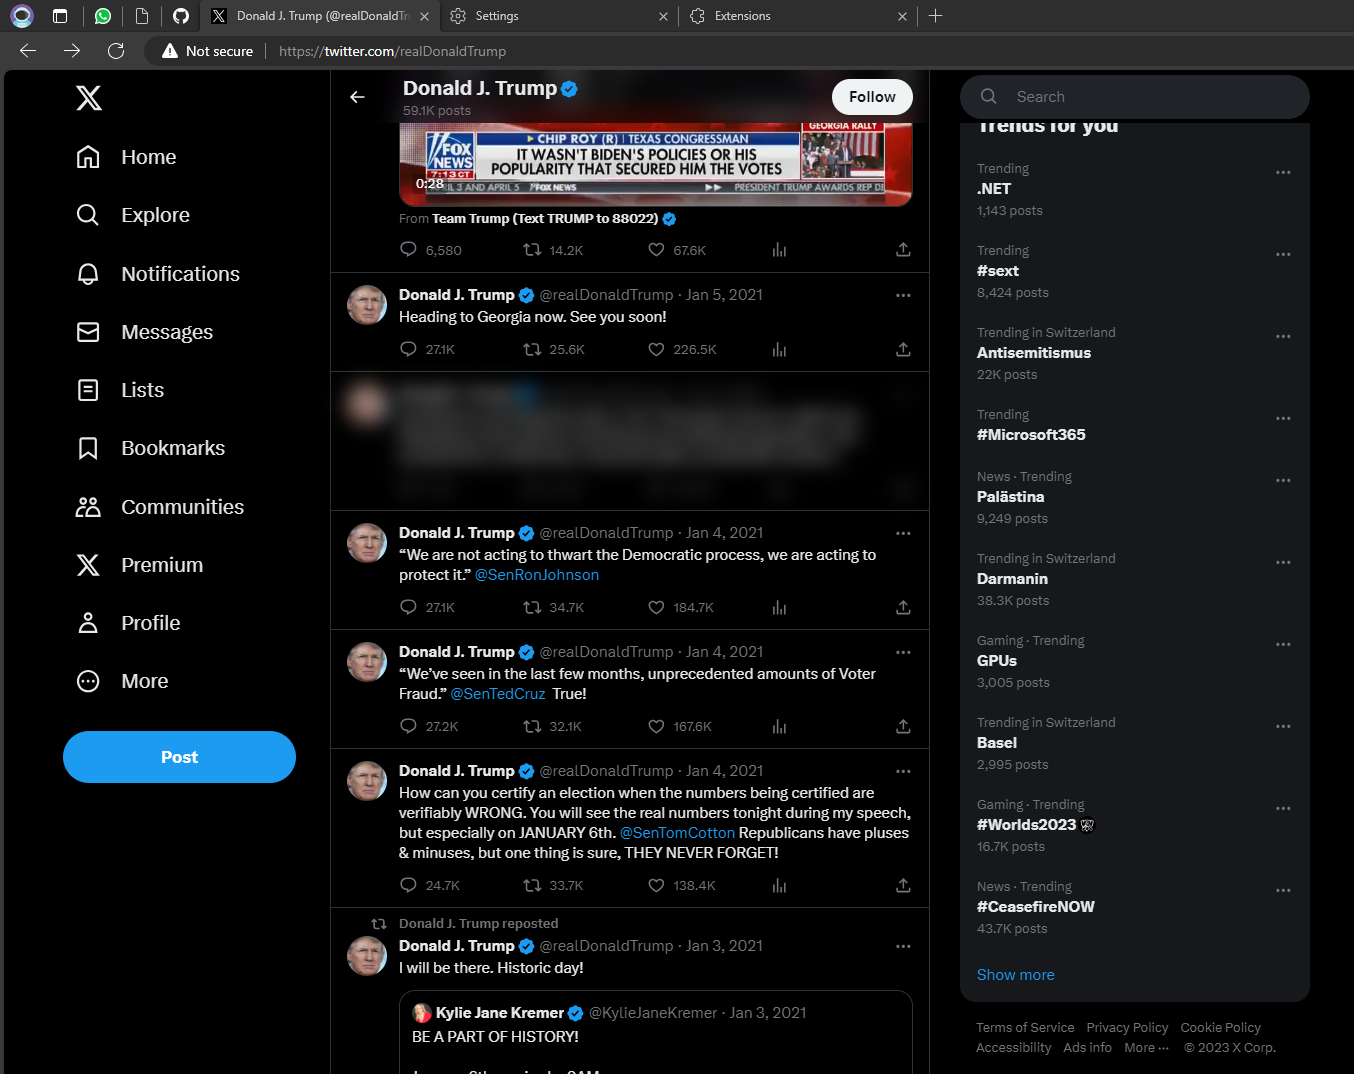 Donald J. Trump (@realDonaldTr
Settings
Extensions
Not secure
https://twitter.com/realDonaldTrump
Home
Explore
Notifications
Messages
Lists
Bookmarks
Communities
Premium
Profile
More
Post
Donald J. Trump
59.1K posts
Follow
FOX NEWS
7:13 CT
CHIP ROY (R) | TEXAS CONGRESSMAN
GEORGIA RALLY
IT WASN'T BIDEN'S POLICIES OR HIS
POPULARITY THAT SECURED HIM THE VOTES
0:28
IL 3 AND APRIL 5 FOX NEWS PRESIDENT TRUMP AWARDS REP
From Team Trump (Text TRUMP to 88022)
6,580 14.2K 67.6K
Donald J. Trump @realDonaldTrump · Jan 5, 2021
Heading to Georgia now. See you soon!
27.1K 25.6K 226.5K
Donald J. Trump @realDonaldTrump · Jan 4, 2021
“We are not acting to thwart the Democratic process, we are acting to
protect it.” @SenRonJohnson
27.1K 34.7K 184.7K
Donald J. Trump @realDonaldTrump · Jan 4, 2021
“We’ve seen in the last few months, unprecedented amounts of Voter
Fraud.” @SenTedCruz True!
27.2K 32.1K 167.6K
Donald J. Trump @realDonaldTrump · Jan 4, 2021
How can you certify an election when the numbers being certified are
verifiably WRONG. You will see the real numbers tonight during my speech,
but especially on JANUARY 6th. @SenTomCotton Republicans have pluses
& minuses, but one thing is sure, THEY NEVER FORGET!
24.7K 33.7K 138.4K
Donald J. Trump reposted
Donald J. Trump @realDonaldTrump · Jan 3, 2021
I will be there. Historic day!
Kylie Jane Kremer @KylieJaneKremer · Jan 3, 2021
BE A PART OF HISTORY!
Search
Trends for you
Trending
.NET
1,143 posts
Trending
#sext
8,424 posts
Trending in Switzerland
Antisemitismus
22K posts
Trending
#Microsoft365
News · Trending
Palästina
9,249 posts
Trending in Switzerland
Darmanin
38.3K posts
Gaming · Trending
GPUs
3,005 posts
Trending in Switzerland
Basel
2,995 posts
Gaming · Trending
#Worlds2023
16.7K posts
News · Trending
#CeasefireNOW
43.7K posts
Show more
Terms of Service Privacy Policy Cookie Policy
Accessibility Ads info More ··· © 2023 X Corp.